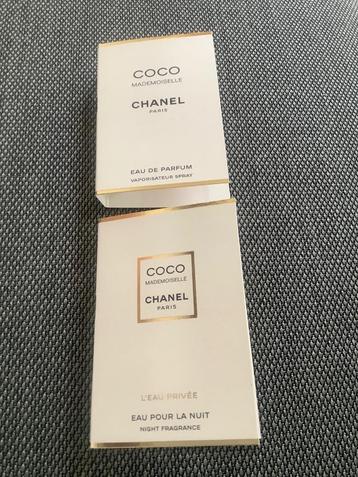 COCO
MADEMOISELLE
CHANEL
PARIS
EAU DE PARFUM
VAPORISATEUR SPRAY
COCO
MADEMOISELLE
CHANEL
PARIS
L'EAU PRIVÉE
EAU POUR LA NUIT
NIGHT FRAGRANCE